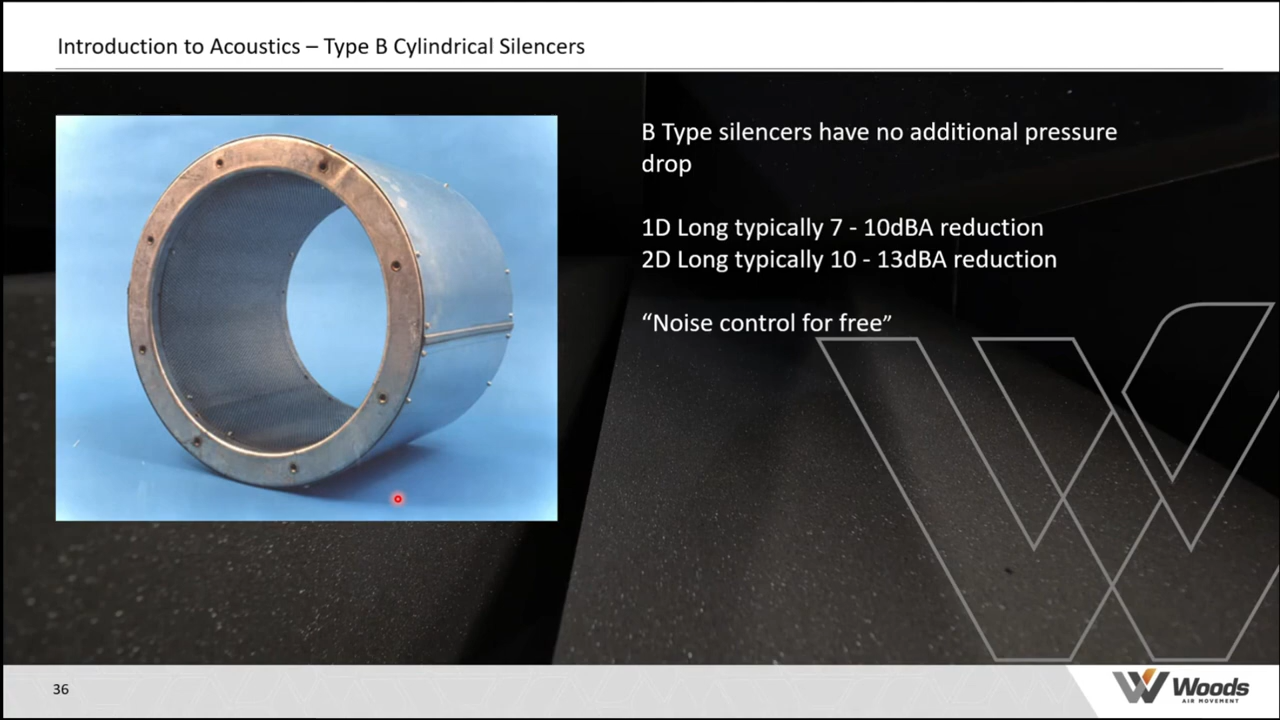 Introduction to Acoustics – Type B Cylindrical Silencers
B Type silencers have no additional pressure
drop
1D Long typically 7 - 10dBA reduction
2D Long typically 10 - 13dBA reduction
“Noise control for free”
36
Woods
AIR MOVEMENT